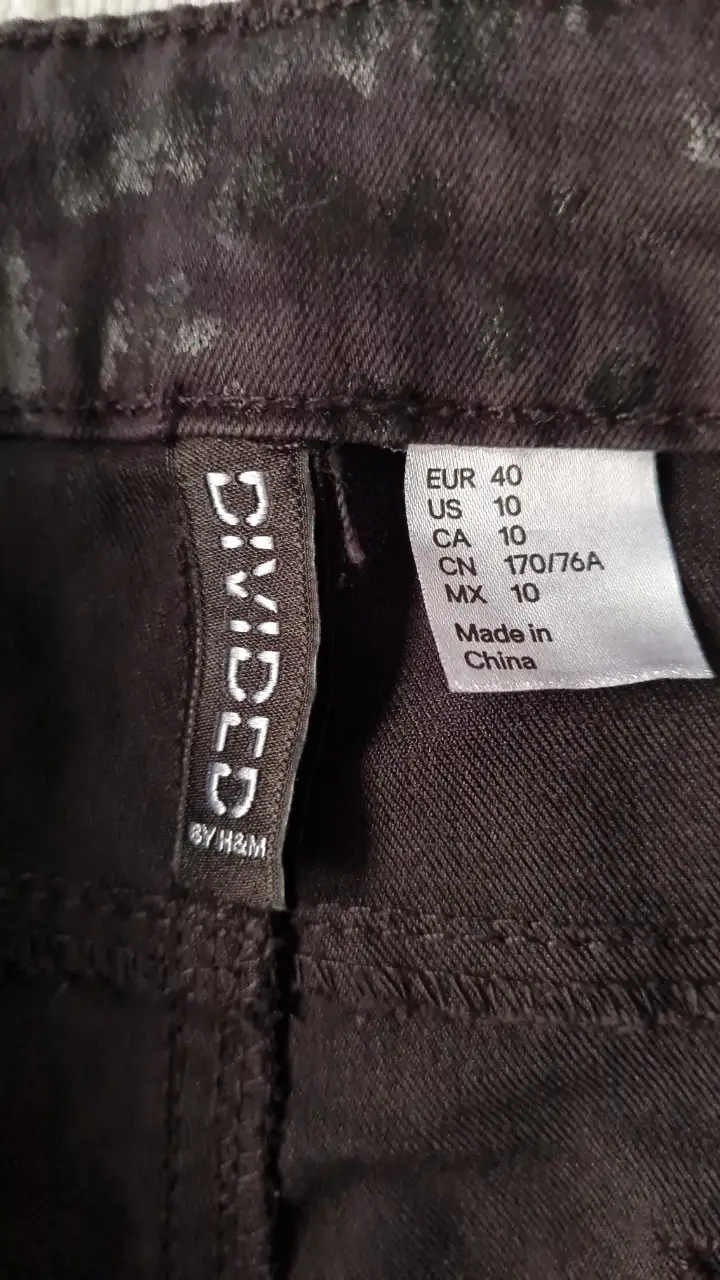 DIVIDED
BY H&M
EUR 40
US 10
CA 10
CN 170/76A
MX 10
Made in
China